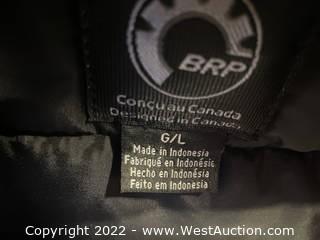 BRP
Conçu au Canada
Designed in Canada
G/L
Made in Indonesia
Fabriqué en Indonésie
Hecho en Indonésia
Feito em Indonesia
Copyright 2022 - www.WestAuction.com